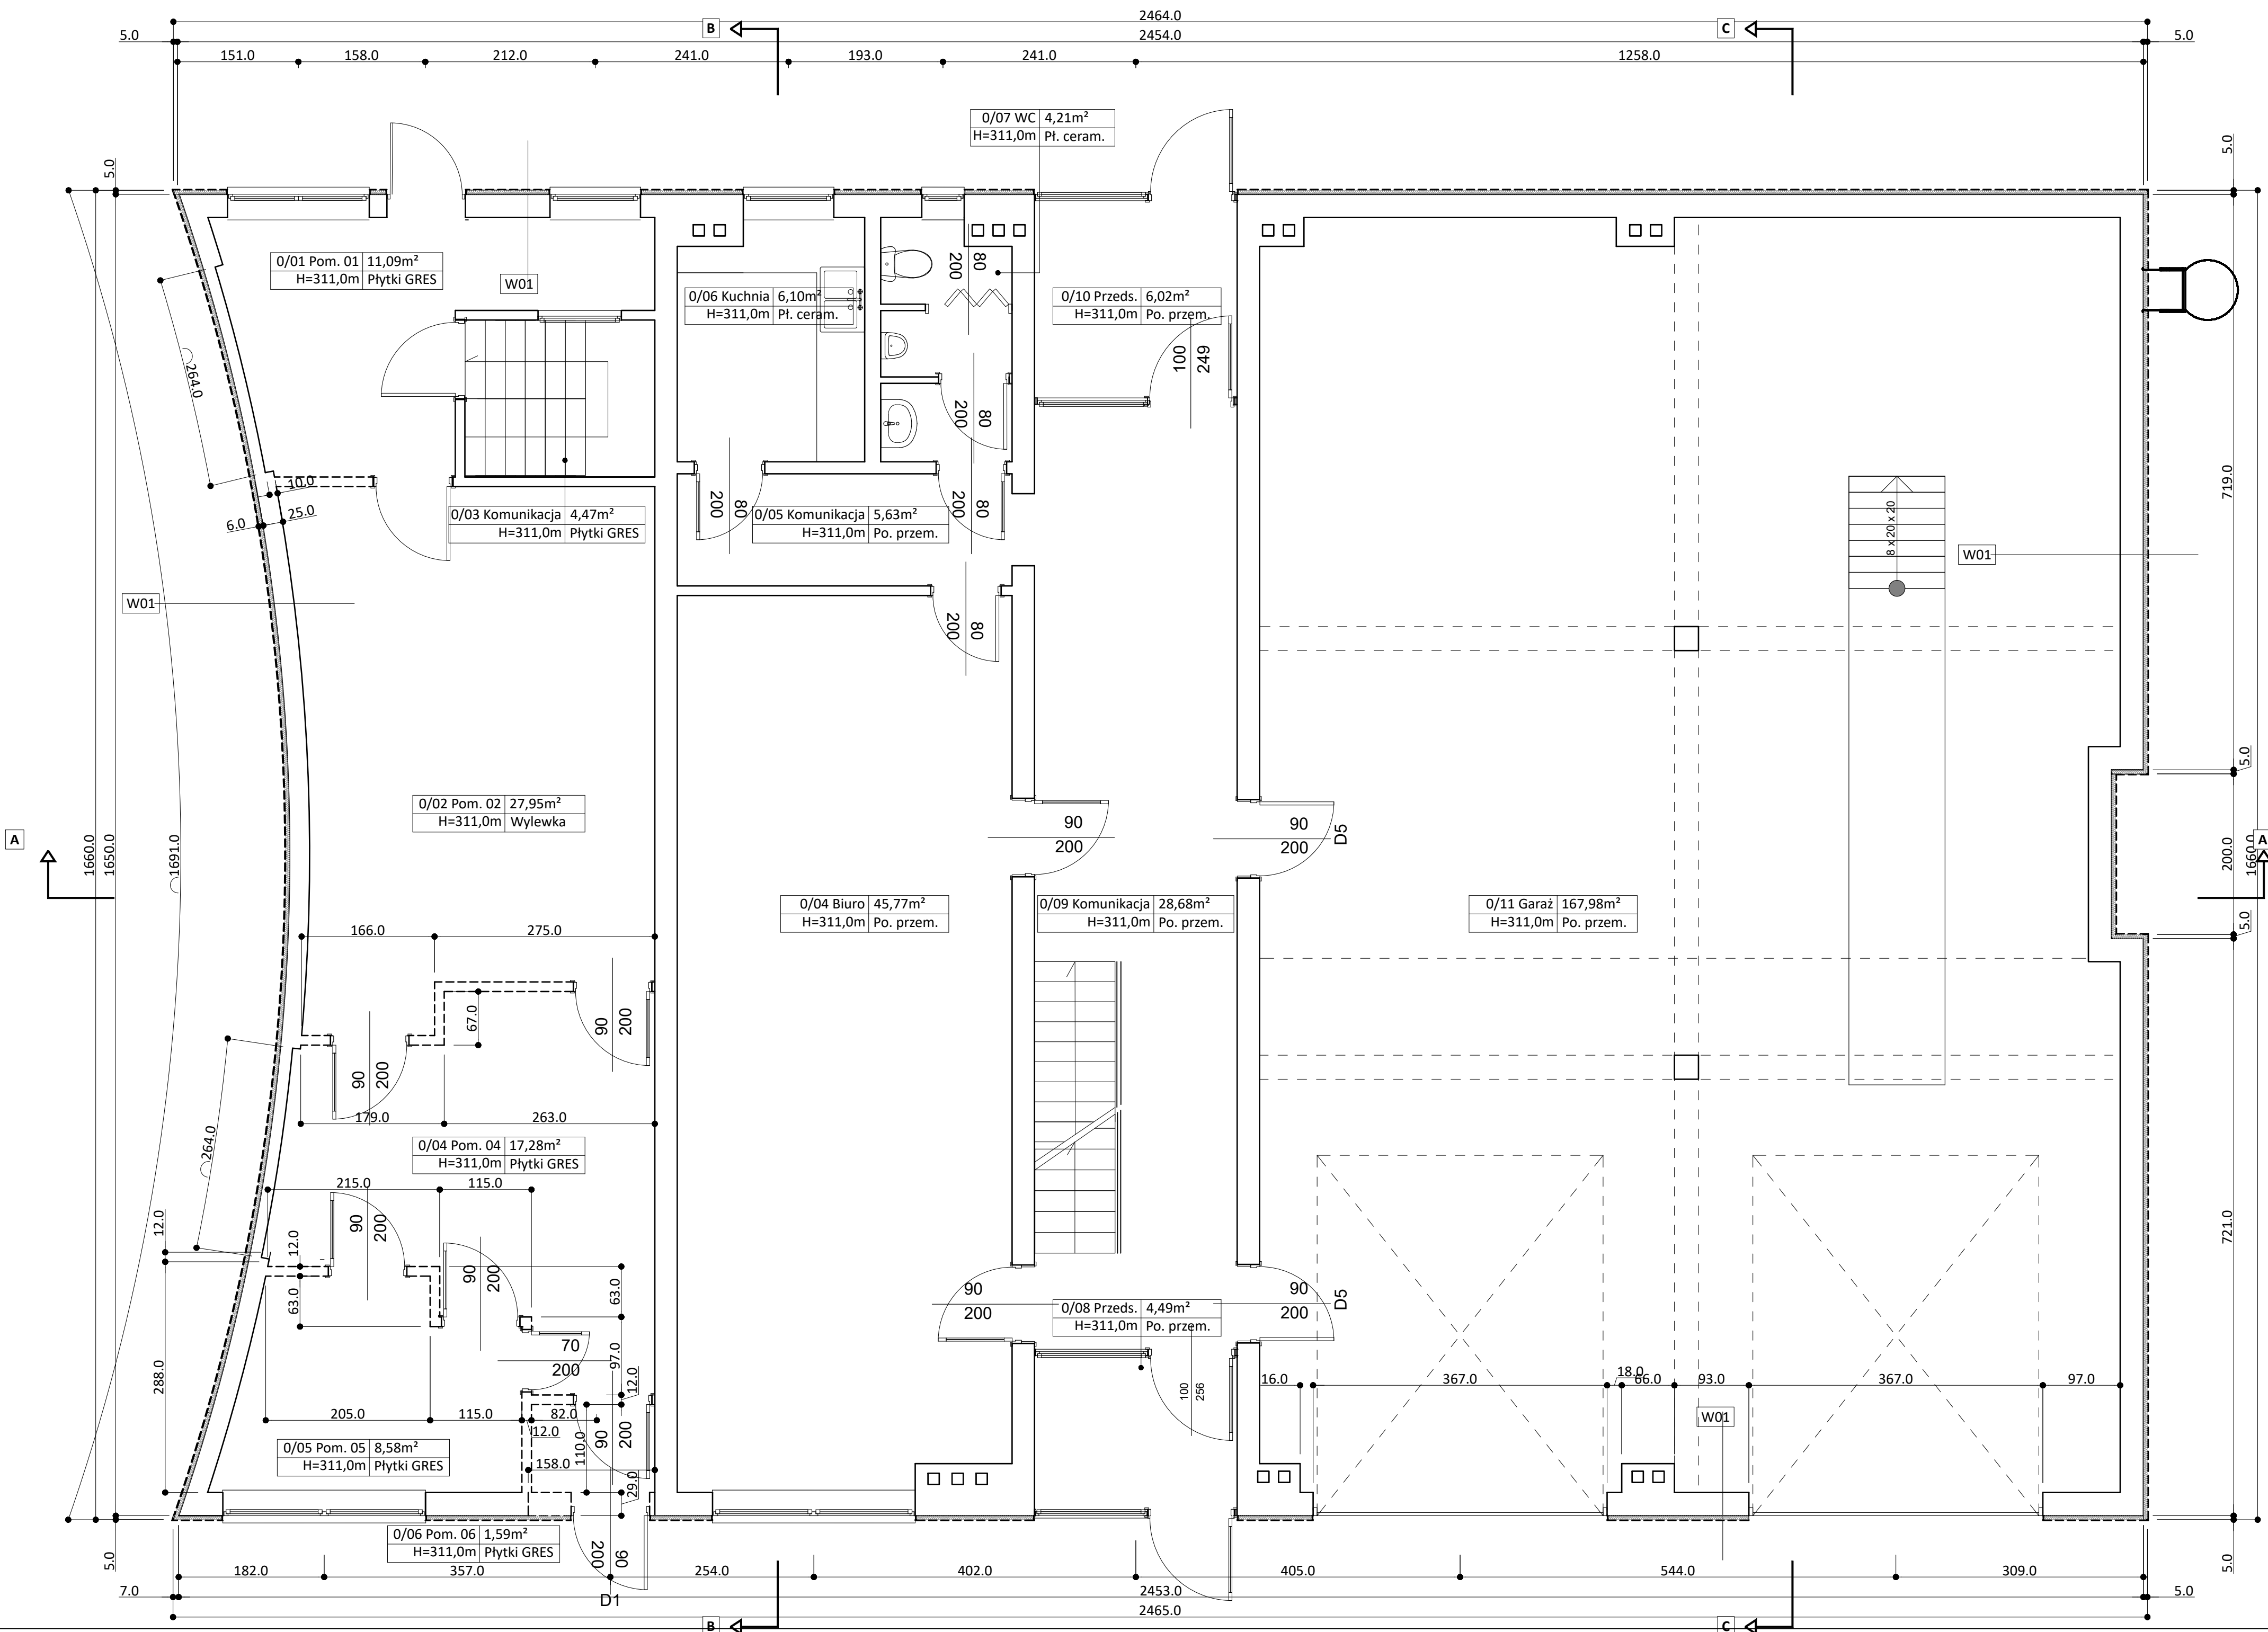 2464.0
B
C
5.0
2454.0
5.0
151.0
158.0
212.0
241.0
193.0
241.0
1258.0
0/07 WC 4,21m²
H=311,0m Pł. ceram.
5.0
5.0
0/01 Pom. 01 11,09m²
H=311,0m Płytki GRES
W01
80
200
0/06 Kuchnia 6,10m²
H=311,0m Pł. ceram.
0/10 Przeds. 6,02m²
H=311,0m Po. przem.
100
249
264.0
80
200
10.0
25.0
6.0
719.0
0/03 Komunikacja 4,47m²
H=311,0m Płytki GRES
80
200
0/05 Komunikacja 5,63m²
H=311,0m Po. przem.
80
200
8 x 20 x 20
W01
W01
80
200
5.0
0/02 Pom. 02 27,95m²
H=311,0m Wylewka
90
200
90
200
D5
A
1660.0
1650.0
1691.0
200.0
1660.0
A
0/04 Biuro 45,77m²
H=311,0m Po. przem.
0/09 Komunikacja 28,68m²
H=311,0m Po. przem.
0/11 Garaż 167,98m²
H=311,0m Po. przem.
5.0
166.0
275.0
67.0
90
200
90
200
179.0
263.0
264.0
0/04 Pom. 04 17,28m²
H=311,0m Płytki GRES
215.0
115.0
12.0
90
200
12.0
721.0
90
200
63.0
63.0
90
200
90
200
D5
0/08 Przeds. 4,49m²
H=311,0m Po. przem.
70
200
97.0
12.0
288.0
100
256
16.0
367.0
18.0
66.0
93.0
367.0
97.0
205.0
115.0
82.0
12.0
W01
110.0
90
200
0/05 Pom. 05 8,58m²
H=311,0m Płytki GRES
158.0
29.0
0/06 Pom. 06 1,59m²
H=311,0m Płytki GRES
90
200
5.0
5.0
182.0
357.0
254.0
402.0
405.0
544.0
309.0
7.0
2453.0
5.0
D1
2465.0
B
C